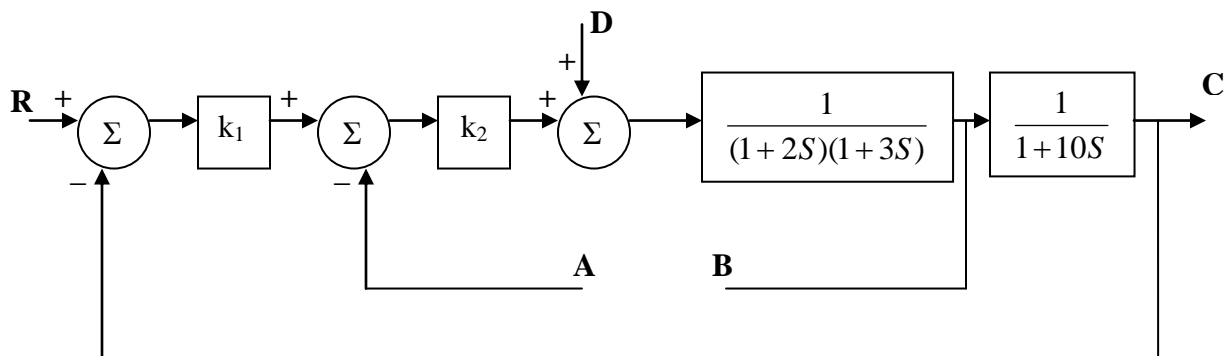 D
R + Σ k₁ + Σ k₂ + + Σ 1/((1+2S)(1+3S)) 1/(1+10S) C
− −
A B